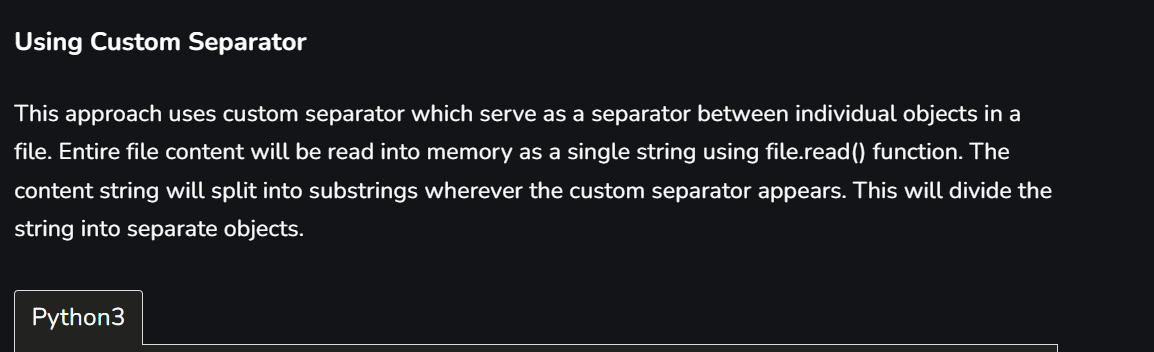 Using Custom Separator
This approach uses custom separator which serve as a separator between individual objects in a
file. Entire file content will be read into memory as a single string using file.read() function. The
content string will split into substrings wherever the custom separator appears. This will divide the
string into separate objects.
Python3